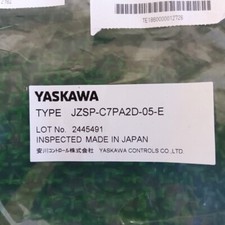 TE1990000012T06
YASKAWA
TYPE JZSP-C7PA2D-05-E
LOT No. 2445491
INSPECTED MADE IN JAPAN
安川コントロール株式会社 YASKAWA CONTROLS CO., LTD.